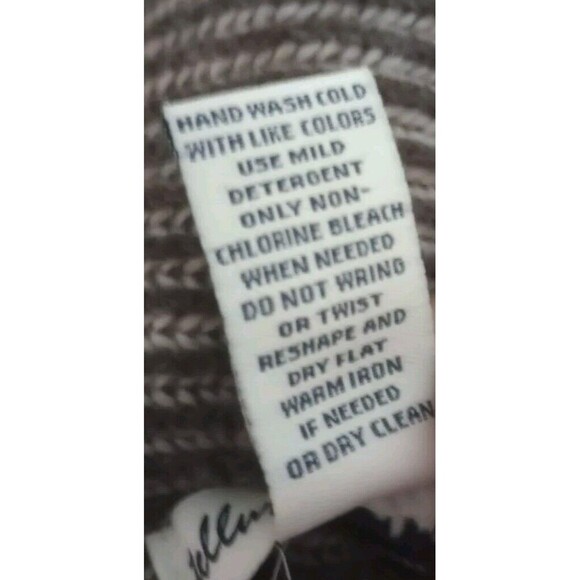 HAND WASH COLD
WITH LIKE COLORS
USE MILD
DETERGENT
ONLY NON-
CHLORINE BLEACH
WHEN NEEDED
DO NOT WRING
OR TWIST
RESHAPE AND
DRY FLAT
WARM IRON
IF NEEDED
OR DRY CLEAN